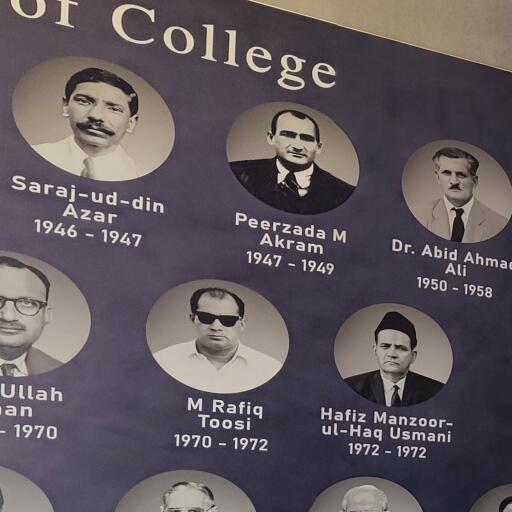 of College
Saraj-ud-din
Azar
1946 - 1947
Peerzada M
Akram
1947 - 1949
Dr. Abid Ahmad
Ali
1950 - 1958
Ullah
- 1970
M Rafiq
Toosi
1970 - 1972
Hafiz Manzoor-
ul-Haq Usmani
1972 - 1972